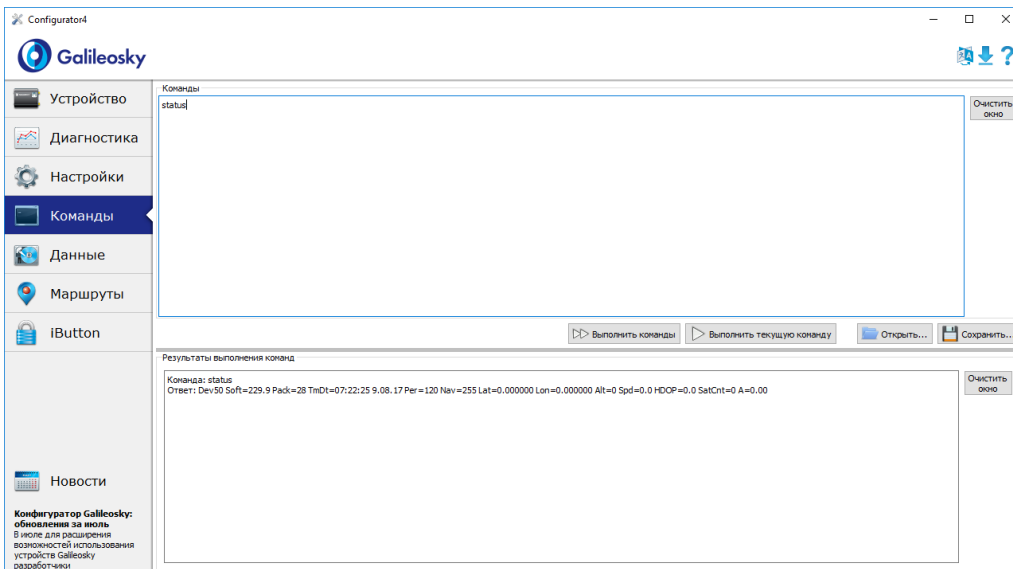 Configurator4
Galileosky
Устройство
Диагностика
Настройки
Команды
Данные
Маршруты
iButton
Новости
Конфигуратор Galileosky:
обновления за июль
В июле для расширения
возможностей использования
устройств Galileosky
разработчики
Команды
status
Очистить
окно
Выполнить команды
Выполнить текущую команду
Открыть...
Сохранить...
Результаты выполнения команд
Команда: status
Ответ: Dev50 Soft=229.9 Pack=28 TmDt=07:22:25 9.08.17 Per=120 Nav=255 Lat=0.000000 Lon=0.000000 Alt=0 Spd=0.0 HDOP=0.0 SatCnt=0 A=0.00
Очистить
окно